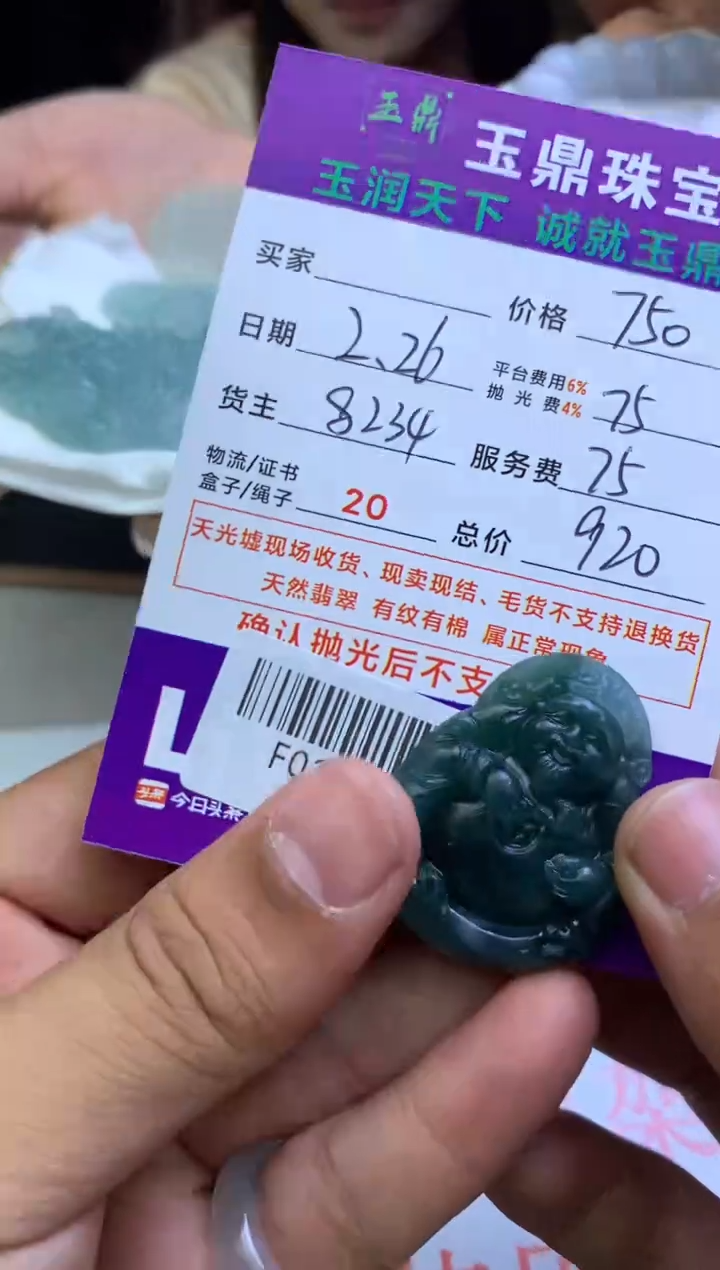 玉鼎
玉鼎珠宝
玉润天下 诚就玉鼎
买家
价格 750
日期 2、26
平台费用6%
抛光费4% 75
货主 8234
服务费 75
物流/证书
盒子/绳子 20
总价 920
天光墟现场收货、现卖现结、毛货不支持退换货
天然翡翠 有纹有棉 属正常现象
确认抛光后不支
F0
今日头条